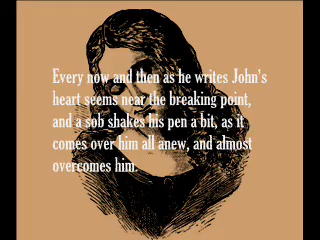 Every now and then as he writes John's
heart seems near the breaking point,
and a sob shakes his pen a bit, as it
comes over him all anew, and almost
overcomes him.